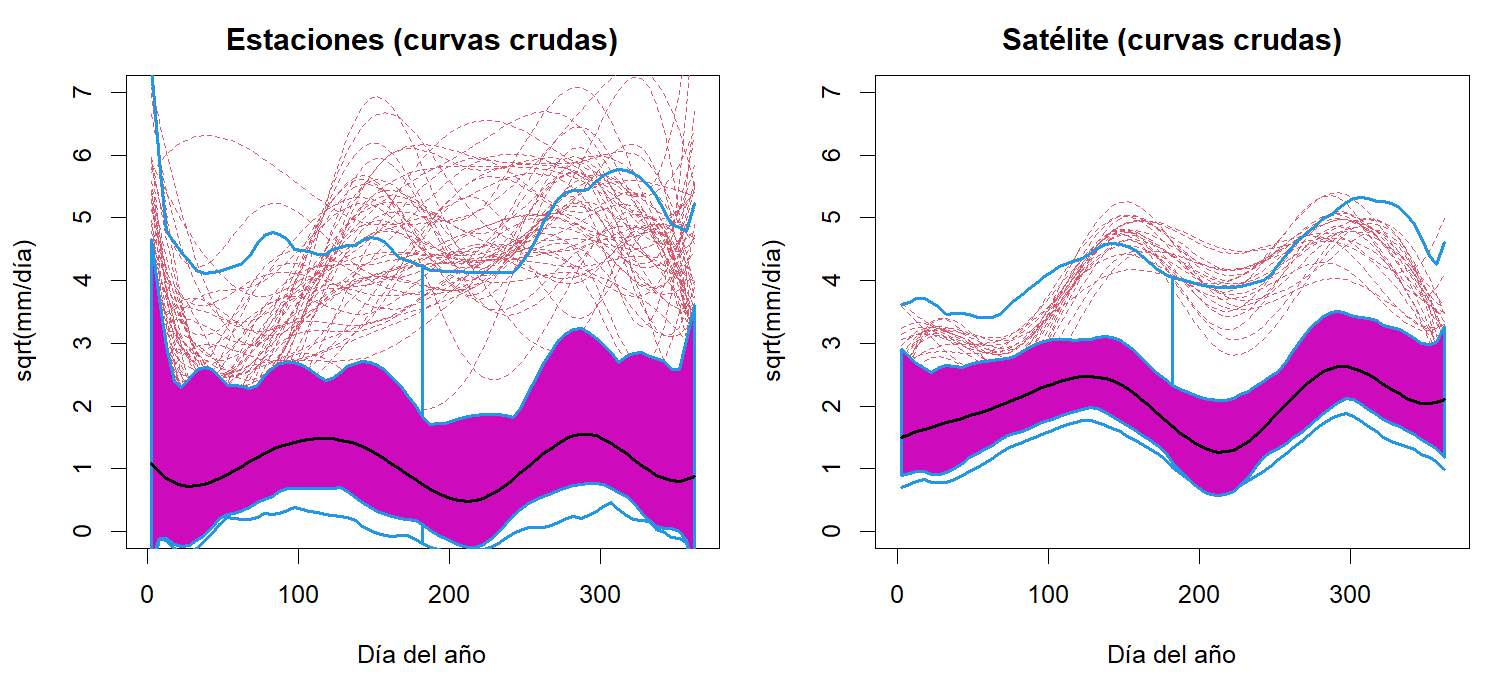 Estaciones (curvas crudas)
7
6
5
4
3
2
1
0
sqrt(mm/día)
0 100 200 300
Día del año
Satélite (curvas crudas)
7
6
5
4
3
2
1
0
sqrt(mm/día)
0 100 200 300
Día del año